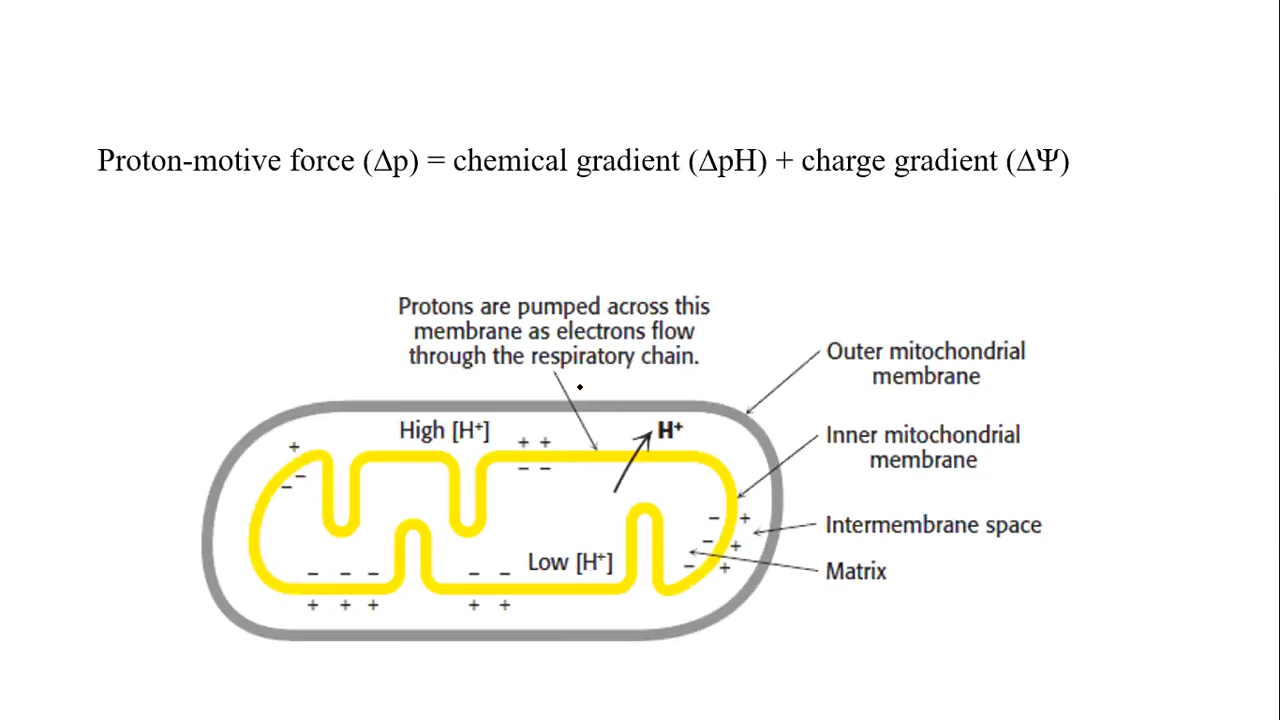 Proton-motive force (Δp) = chemical gradient (ΔpH) + charge gradient (ΔΨ)
Protons are pumped across this
membrane as electrons flow
through the respiratory chain.
Outer mitochondrial
membrane
High [H⁺]
+ +
H⁺
Inner mitochondrial
membrane
+
− −
−
−
− +
Intermembrane space
− +
Low [H⁺]
− +
Matrix
− − − − −
+ + + + +